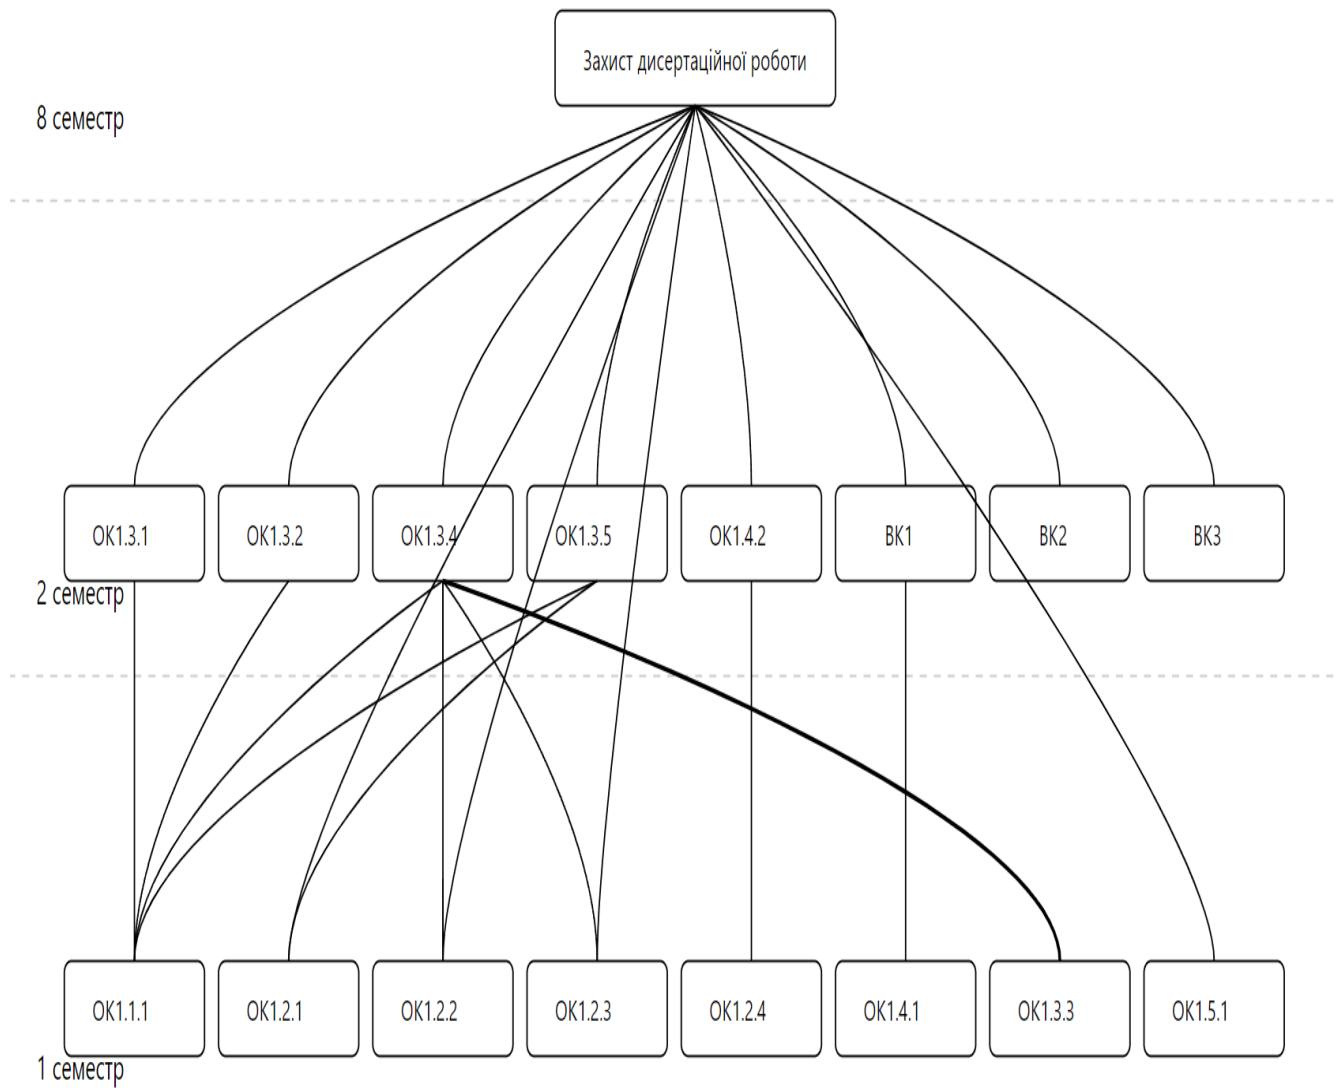 Захист дисертаційної роботи
8 семестр
ОК1.3.1
ОК1.3.2
ОК1.3.4
ОК1.3.5
ОК1.4.2
ВК1
ВК2
ВК3
2 семестр
ОК1.1.1
ОК1.2.1
ОК1.2.2
ОК1.2.3
ОК1.2.4
ОК1.4.1
ОК1.3.3
ОК1.5.1
1 семестр